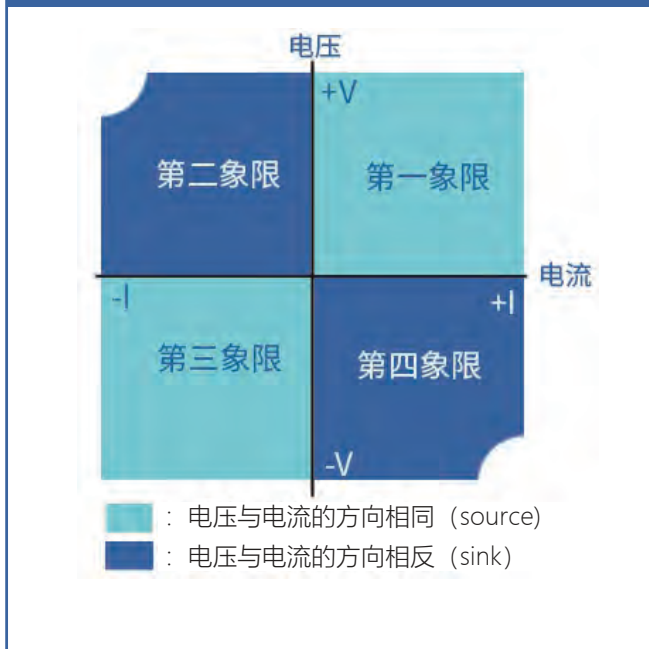 电压
+V
第二象限
第一象限
电流
-I
+I
第三象限
第四象限
-V
：电压与电流的方向相同（source)
：电压与电流的方向相反（sink）